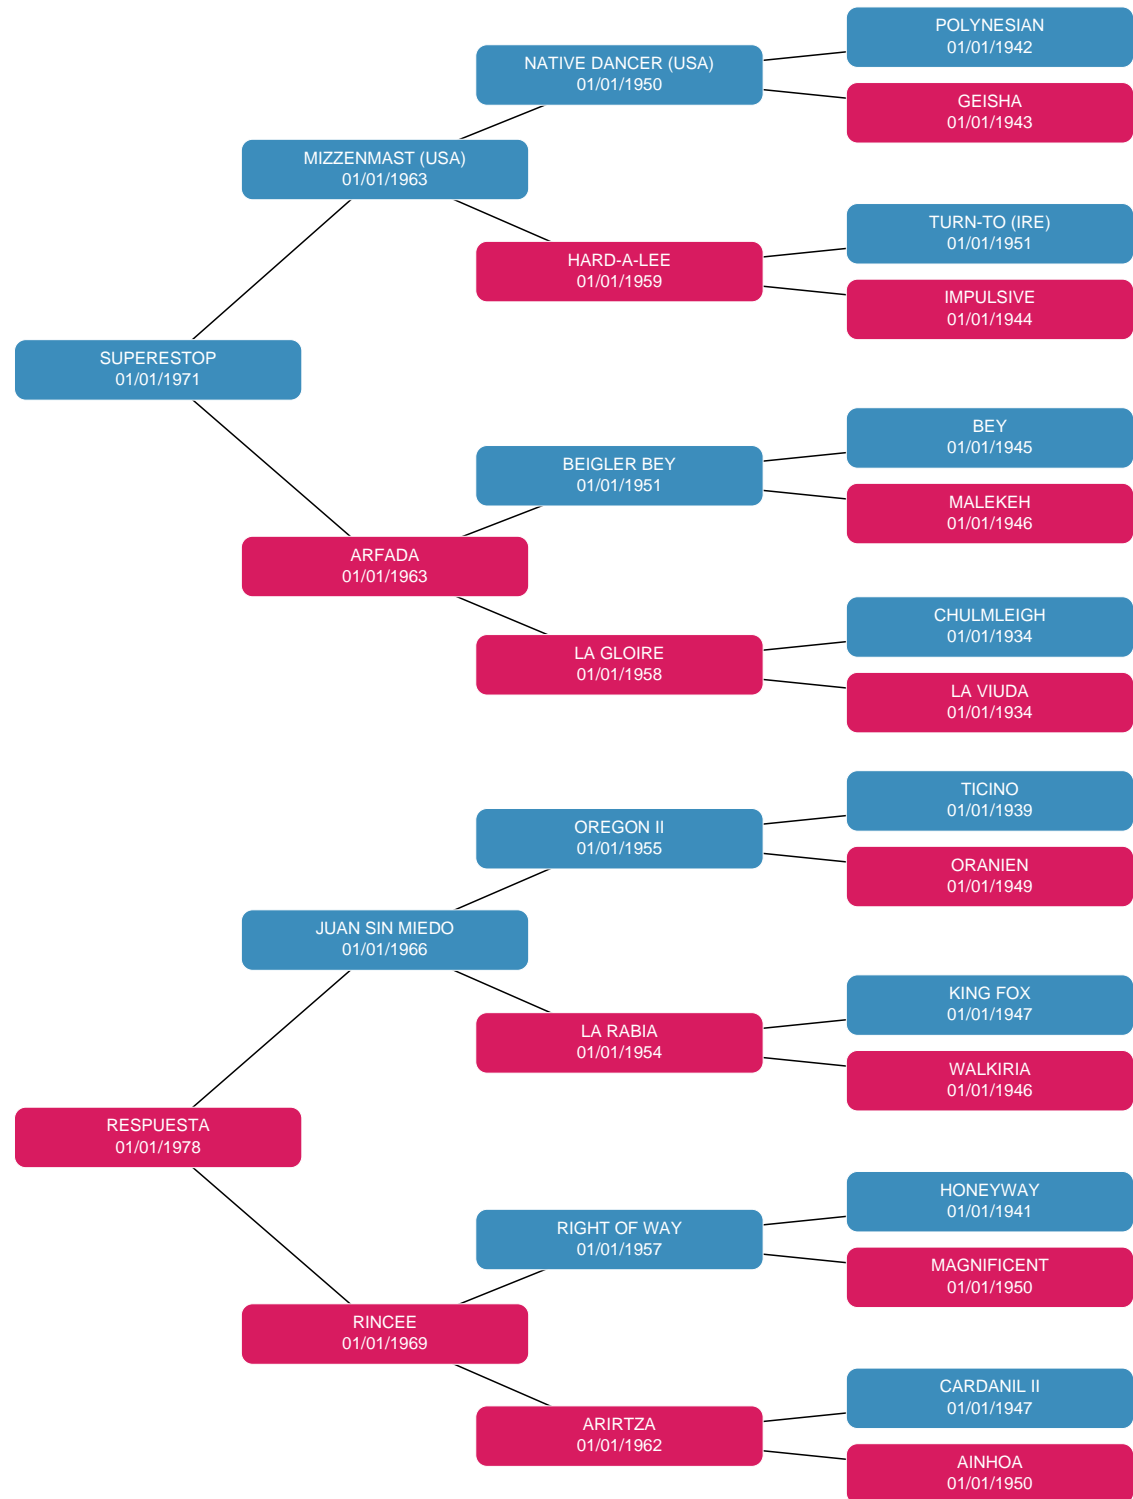 POLYNESIAN
01/01/1942
NATIVE DANCER (USA)
01/01/1950
GEISHA
01/01/1943
MIZZENMAST (USA)
01/01/1963
TURN-TO (IRE)
01/01/1951
HARD-A-LEE
01/01/1959
IMPULSIVE
01/01/1944
SUPERESTOP
01/01/1971
BEY
01/01/1945
BEIGLER BEY
01/01/1951
MALEKEH
01/01/1946
ARFADA
01/01/1963
CHULMLEIGH
01/01/1934
LA GLOIRE
01/01/1958
LA VIUDA
01/01/1934
TICINO
01/01/1939
OREGON II
01/01/1955
ORANIEN
01/01/1949
JUAN SIN MIEDO
01/01/1966
KING FOX
01/01/1947
LA RABIA
01/01/1954
WALKIRIA
01/01/1946
RESPUESTA
01/01/1978
HONEYWAY
01/01/1941
RIGHT OF WAY
01/01/1957
MAGNIFICENT
01/01/1950
RINCEE
01/01/1969
CARDANIL II
01/01/1947
ARIRTZA
01/01/1962
AINHOA
01/01/1950